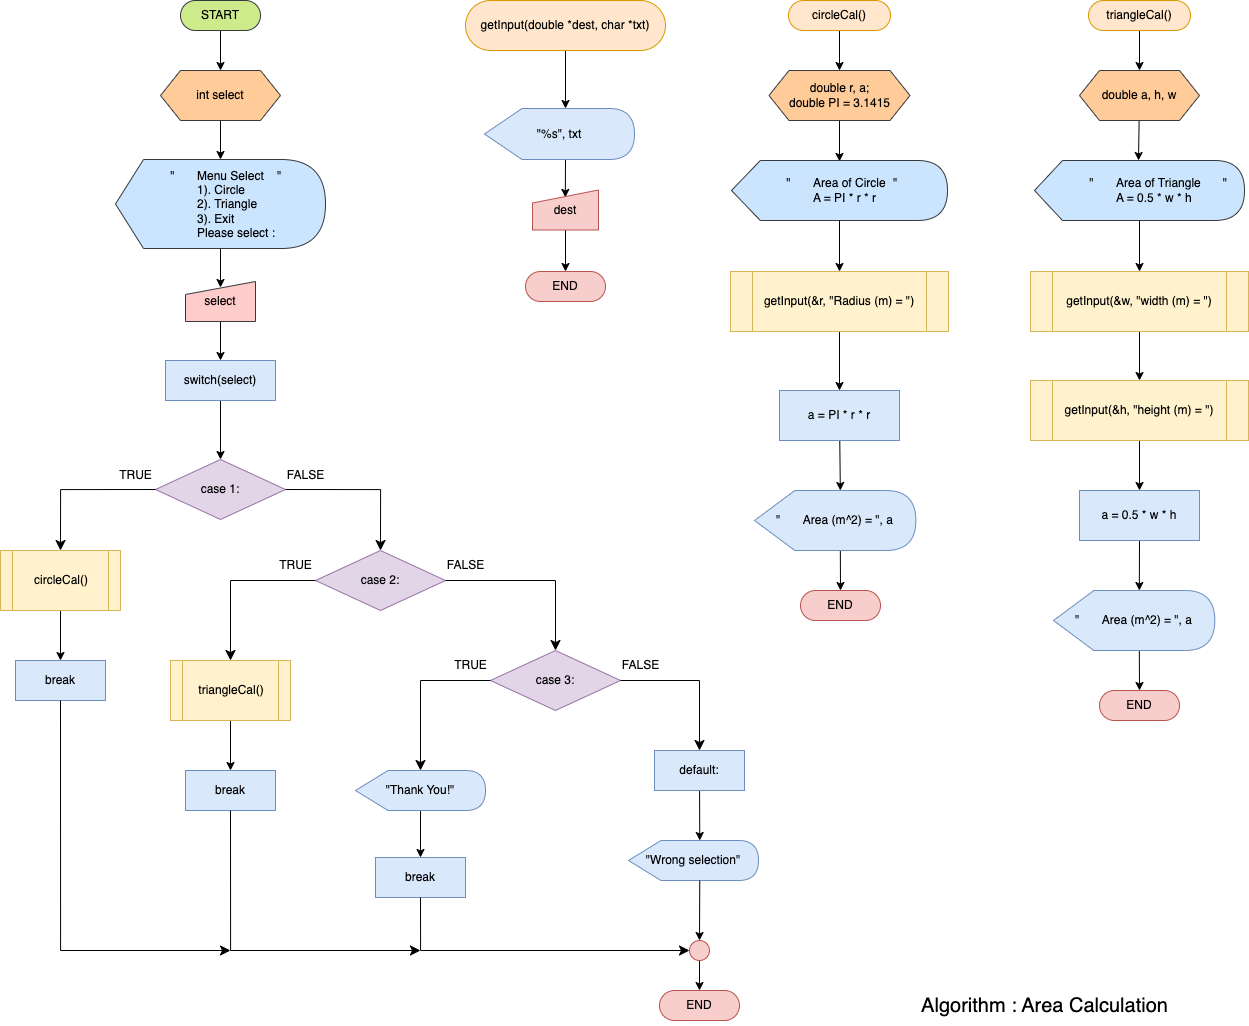 START
int select
" Menu Select "
1). Circle
2). Triangle
3). Exit
Please select :
select
switch(select)
case 1:
TRUE
FALSE
circleCal()
break
case 2:
TRUE
FALSE
triangleCal()
break
case 3:
TRUE
FALSE
"Thank You!"
break
default:
"Wrong selection"
END
getInput(double *dest, char *txt)
"%s", txt
dest
END
circleCal()
double r, a;
double PI = 3.1415
" Area of Circle "
A = PI * r * r
getInput(&r, "Radius (m) = ")
a = PI * r * r
" Area (m^2) = ", a
END
triangleCal()
double a, h, w
" Area of Triangle "
A = 0.5 * w * h
getInput(&w, "width (m) = ")
getInput(&h, "height (m) = ")
a = 0.5 * w * h
" Area (m^2) = ", a
END
Algorithm : Area Calculation